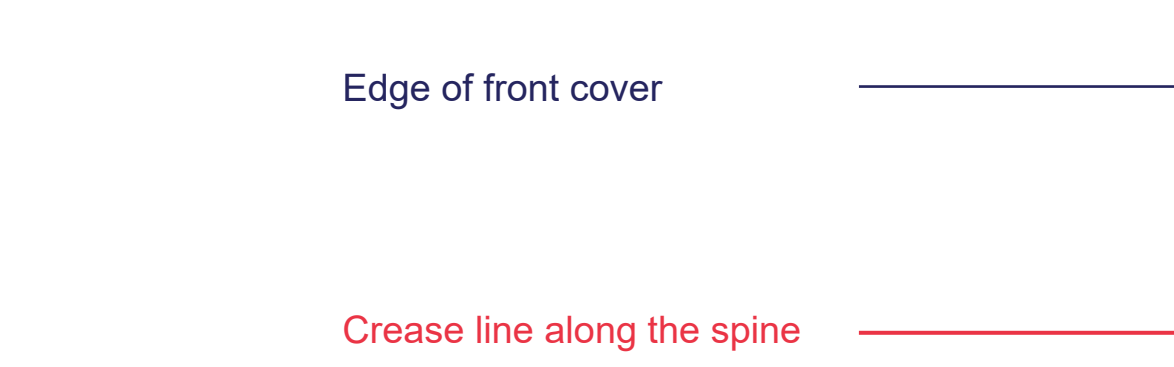 Edge of front cover
Crease line along the spine